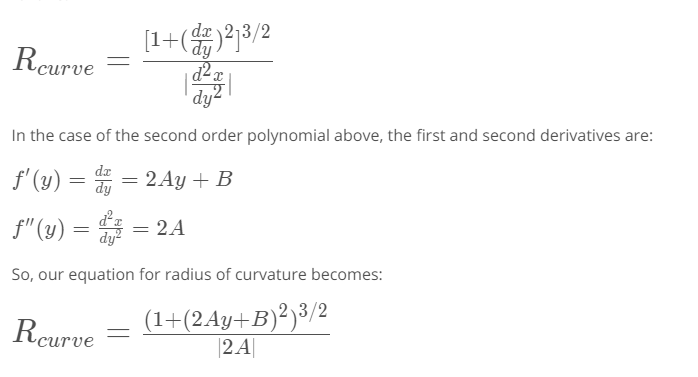 R_{curve} = \frac{[1+(\frac{dx}{dy})^2]^{3/2}}{|\frac{d^2x}{dy^2}|}
In the case of the second order polynomial above, the first and second derivatives are:
f'(y) = \frac{dx}{dy} = 2Ay + B
f''(y) = \frac{d^2x}{dy^2} = 2A
So, our equation for radius of curvature becomes:
R_{curve} = \frac{(1+(2Ay+B)^2)^{3/2}}{|2A|}